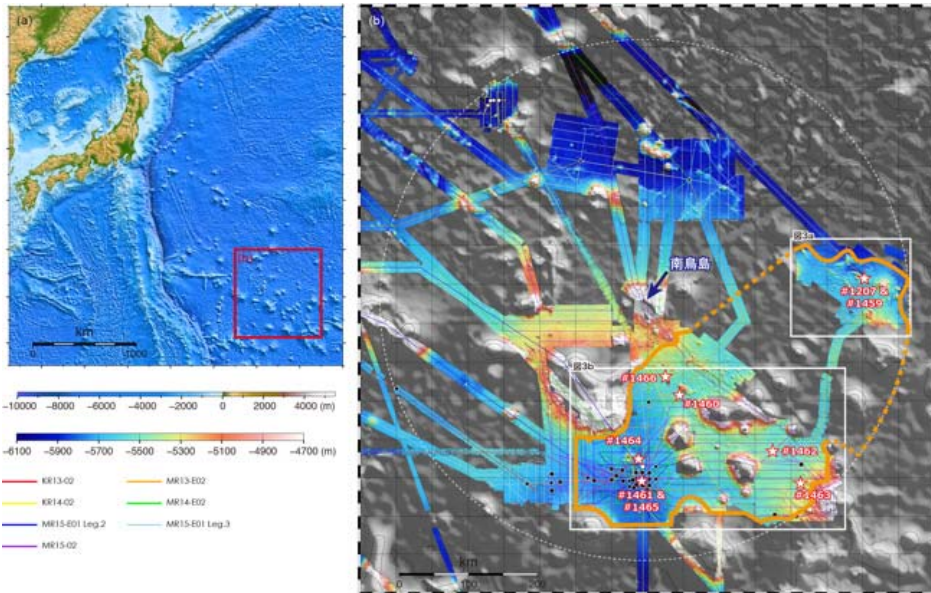 (a)
(b)
km
0
1000
-10000 -8000 -6000 -4000 -2000 0 2000 4000 (m)
-6100 -5900 -5700 -5500 -5300 -5100 -4900 -4700 (m)
KR13-02
MR13-E02
KR14-02
MR14-E02
MR15-E01 Leg.2
MR15-E01 Leg.3
MR15-02
(b)
図3a
南鳥島
#1207 &
#1459
図3b
#1466
#1460
#1464
#1462
#1461 &
#1465
#1463
km
0